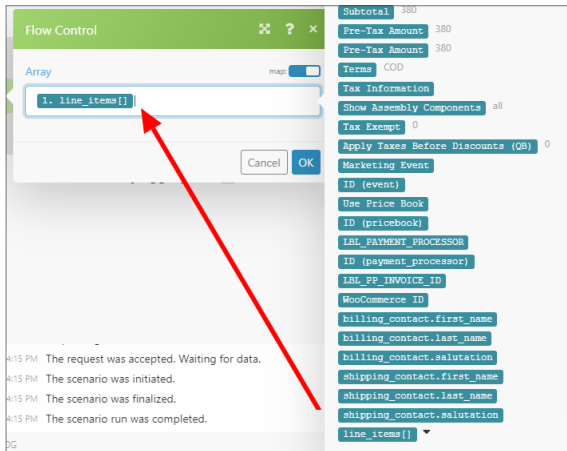 Flow Control
? ×
Array
map:
1. line_items[]
Cancel
OK
4:15 PM The request was accepted. Waiting for data.
4:15 PM The scenario was initiated.
4:15 PM The scenario was finalized.
4:15 PM The scenario run was completed.
Subtotal 380
Pre-Tax Amount 380
Pre-Tax Amount 380
Terms COD
Tax Information
Show Assembly Components all
Tax Exempt 0
Apply Taxes Before Discounts (QB) 0
Marketing Event
ID (event)
Use Price Book
ID (pricebook)
LBL_PAYMENT_PROCESSOR
ID (payment_processor)
LBL_PP_INVOICE_ID
WooCommerce ID
billing_contact.first_name
billing_contact.last_name
billing_contact.salutation
shipping_contact.first_name
shipping_contact.last_name
shipping_contact.salutation
line_items[]